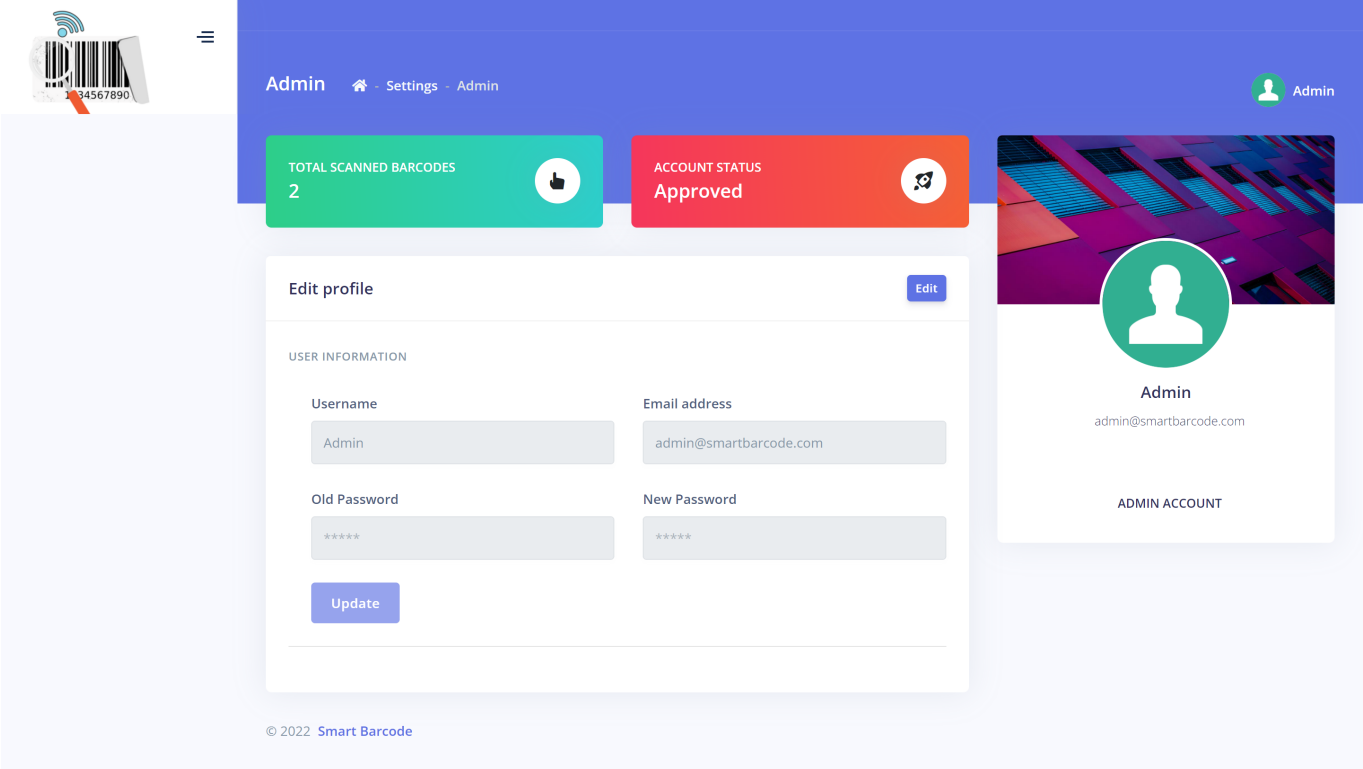 1234567890
Admin
- Settings - Admin
Admin
TOTAL SCANNED BARCODES
2
ACCOUNT STATUS
Approved
Edit profile
Edit
USER INFORMATION
Username
Email address
Admin
admin@smartbarcode.com
Old Password
New Password
*****
*****
Update
Admin
admin@smartbarcode.com
ADMIN ACCOUNT
© 2022 Smart Barcode